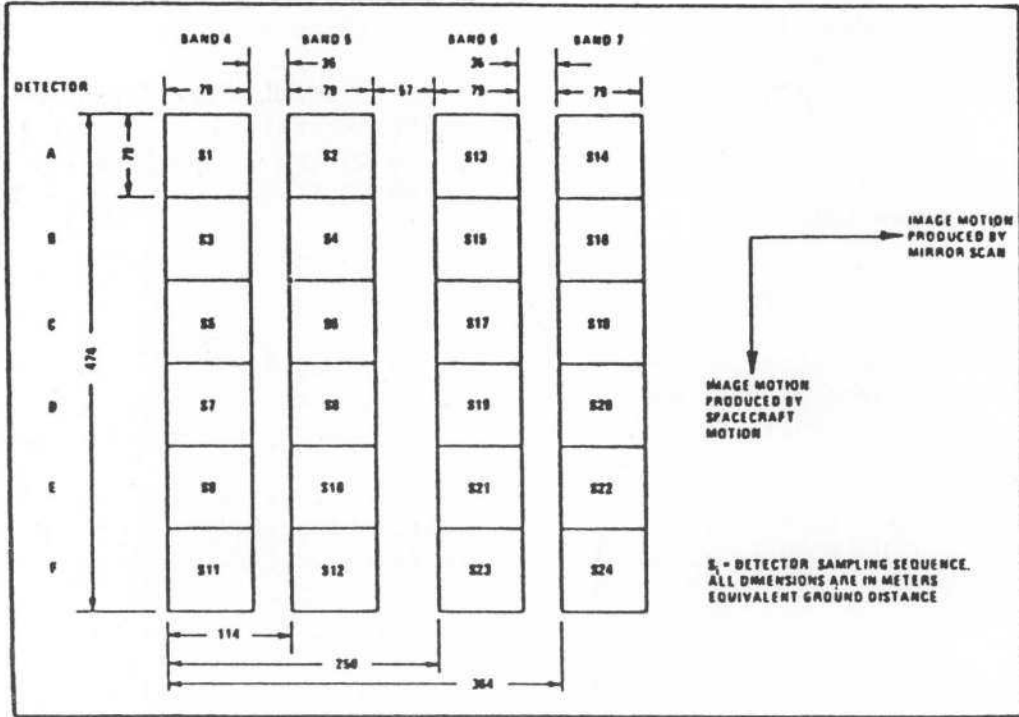 BAND 4 BAND 5 BAND 6 BAND 7
36 36
DETECTOR 79 79 57 79 79
A 79 S1 S2 S13 S14
B S3 S4 S15 S16
IMAGE MOTION
PRODUCED BY
MIRROR SCAN
C 474 S5 S6 S17 S18
D S7 S8 S19 S20
IMAGE MOTION
PRODUCED BY
SPACECRAFT
MOTION
E S9 S10 S21 S22
F S11 S12 S23 S24
Si = DETECTOR SAMPLING SEQUENCE.
ALL DIMENSIONS ARE IN METERS
EQUIVALENT GROUND DISTANCE
114
250
364